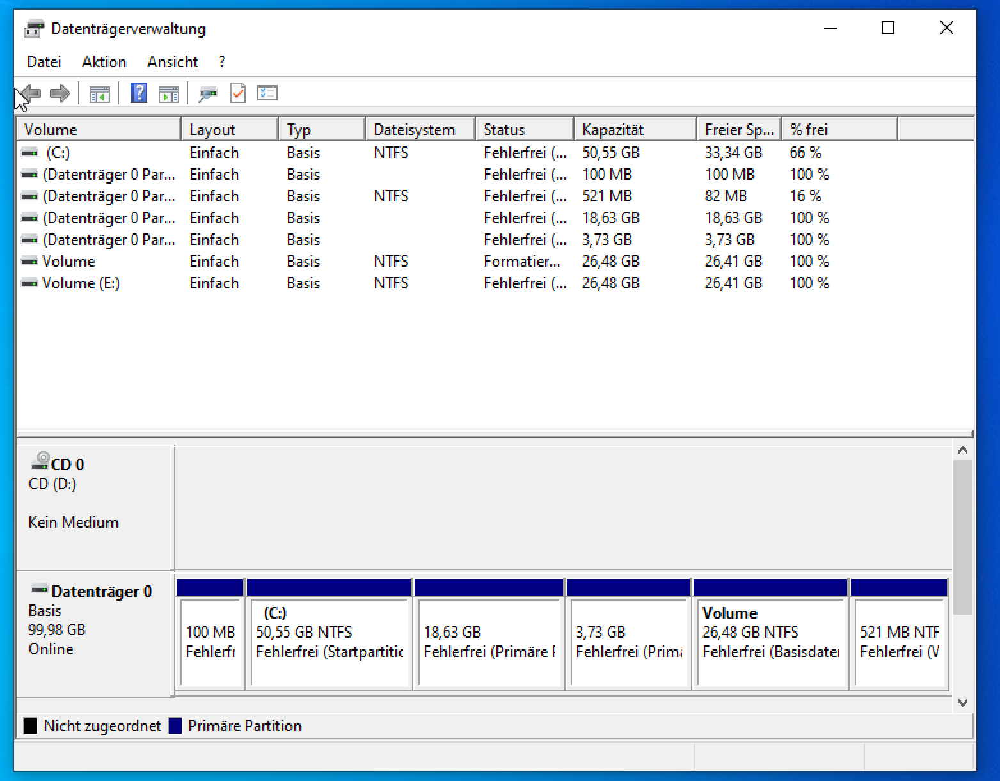 Datenträgerverwaltung
Datei Aktion Ansicht ?
Volume Layout Typ Dateisystem Status Kapazität Freier Sp... % frei
(C:) Einfach Basis NTFS Fehlerfrei (... 50,55 GB 33,34 GB 66 %
(Datenträger 0 Par... Einfach Basis Fehlerfrei (... 100 MB 100 MB 100 %
(Datenträger 0 Par... Einfach Basis NTFS Fehlerfrei (... 521 MB 82 MB 16 %
(Datenträger 0 Par... Einfach Basis Fehlerfrei (... 18,63 GB 18,63 GB 100 %
(Datenträger 0 Par... Einfach Basis Fehlerfrei (... 3,73 GB 3,73 GB 100 %
Volume Einfach Basis NTFS Formatier... 26,48 GB 26,41 GB 100 %
Volume (E:) Einfach Basis NTFS Fehlerfrei (... 26,48 GB 26,41 GB 100 %
CD 0
CD (D:)
Kein Medium
Datenträger 0
Basis
99,98 GB
Online
100 MB
Fehlerfr
(C:)
50,55 GB NTFS
Fehlerfrei (Startpartitic
18,63 GB
Fehlerfrei (Primäre F
3,73 GB
Fehlerfrei (Primä
Volume
26,48 GB NTFS
Fehlerfrei (Basisdater
521 MB NTF
Fehlerfrei (W
Nicht zugeordnet Primäre Partition